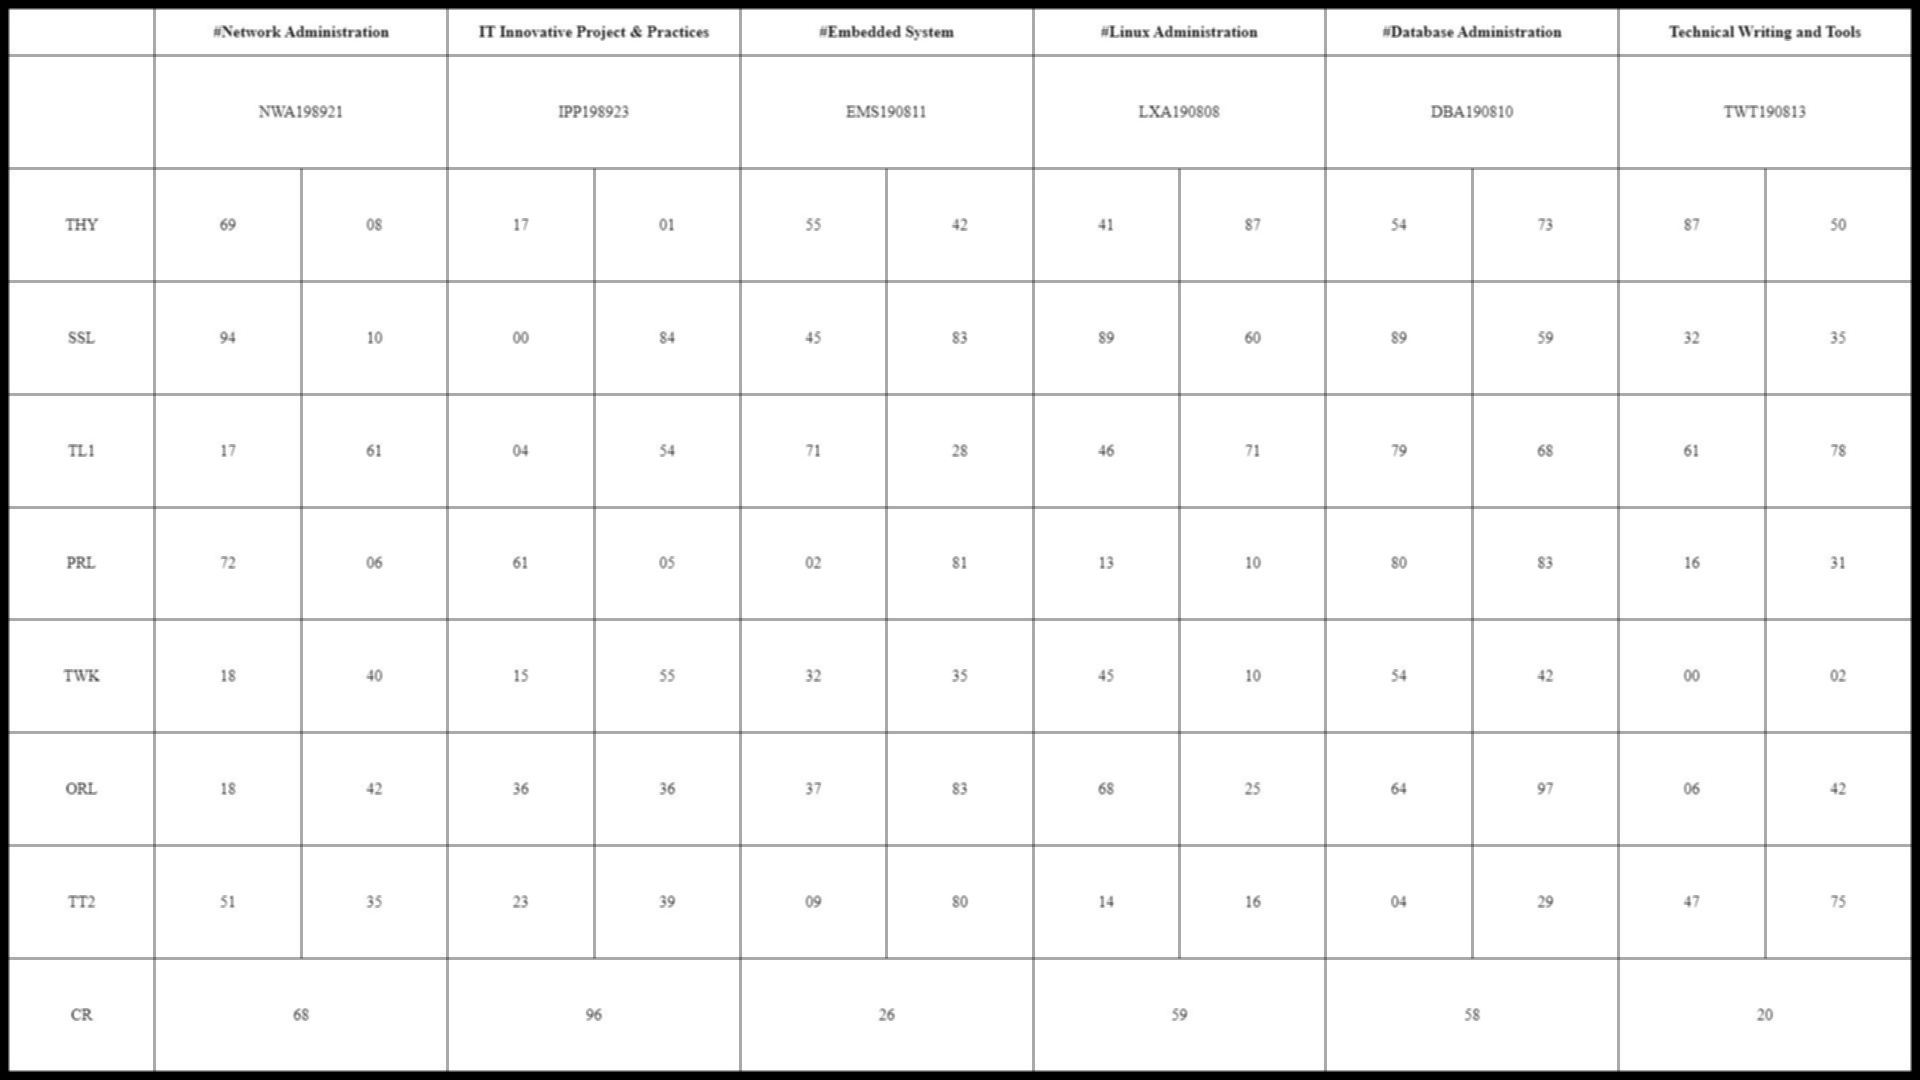 #Network Administration IT Innovative Project & Practices #Embedded System #Linux Administration #Database Administration Technical Writing and Tools
NWA198921 IPP198923 EMS190811 LXA190808 DBA190810 TWT190813
THY 69 08 17 01 55 42 41 87 54 73 87 50
SSL 94 10 00 84 45 83 89 60 89 59 32 35
TL1 17 61 04 54 71 28 46 71 79 68 61 78
PRL 72 06 61 05 02 81 13 10 80 83 16 31
TWK 18 40 15 55 32 35 45 10 54 42 00 02
ORL 18 42 36 36 37 83 68 25 64 97 06 42
TT2 51 35 23 39 09 80 14 16 04 29 47 75
CR 68 96 26 59 58 20